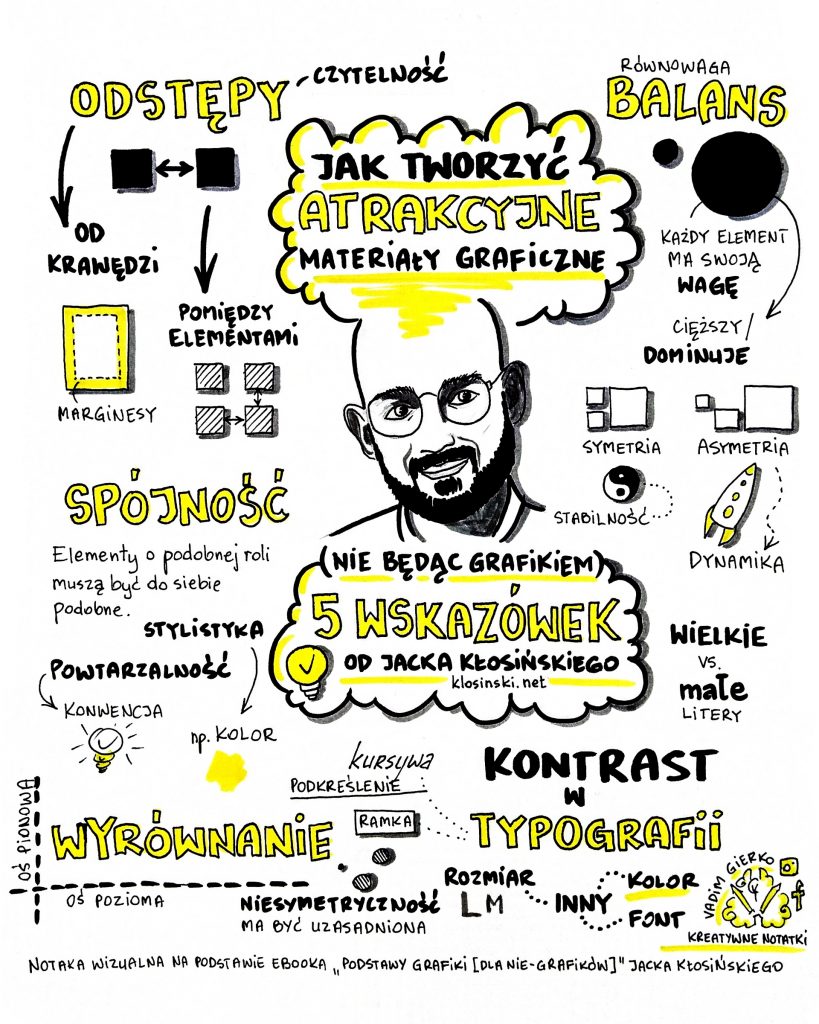 ODSTĘPY
CZYTELNOŚĆ
OD
KRAWĘDZI
MARGINESY
POMIĘDZY
ELEMENTAMI
JAK TWORZYĆ
ATRAKCYJNE
MATERIAŁY GRAFICZNE
RÓWNOWAGA
BALANS
KAŻDY ELEMENT
MA SWOJĄ
WAGĘ
CIĘŻSZY/
DOMINUJE
SYMETRIA
ASYMETRIA
STABILNOŚĆ
DYNAMIKA
SPÓJNOŚĆ
Elementy o podobnej roli
muszą być do siebie
podobne.
STYLISTYKA
POWTARZALNOŚĆ
KONWENCJA
np. KOLOR
(NIE BĘDĄC GRAFIKIEM)
5 WSKAZÓWEK
OD JACKA KŁOSIŃSKIEGO
klosinski.net
WIELKIE
VS.
małe
LITERY
KONTRAST
W
TYPOGRAFII
kursywa
PODKREŚLENIE
RAMKA
ROZMIAR
L M
INNY
KOLOR
FONT
WYRÓWNANIE
OŚ PIONOWA
OŚ POZIOMA
NIESYMETRYCZNOŚĆ
MA BYĆ UZASADNIONA
VADIM GIERKO
KREATYWNE NOTATKI
NOTAKA WIZUALNA NA PODSTAWIE EBOOKA „PODSTAWY GRAFIKI [DLA NIE-GRAFIKÓW]" JACKA KŁOSIŃSKIEGO